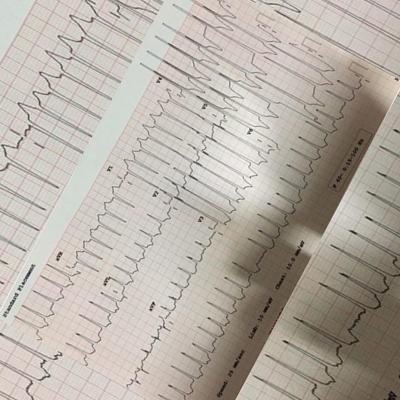 V4
V5
V6
V1
V2
V3
aVR
aVL
aVF
Standard Placement
Speed: 25 mm/sec
Limb: 10 mm/mV
Chest: 10.0 mm/mV
F 60~ 0.15-100 Hz